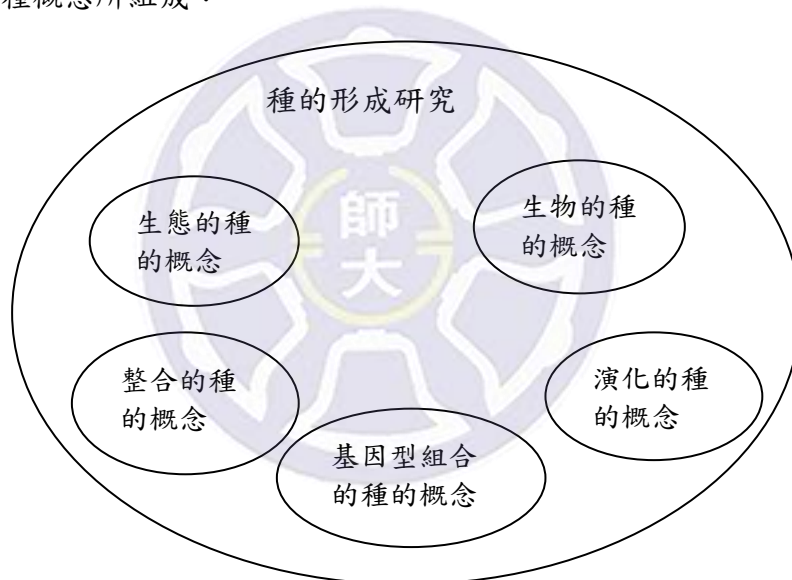 種概念所組成。
種的形成研究
生態的種
的概念
生物的種
的概念
師
大
整合的種
的概念
演化的種
的概念
基因型組合
的種的概念